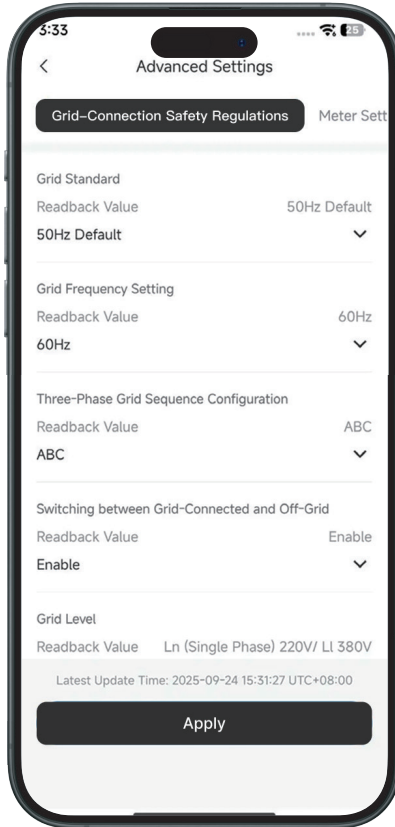 3:33
25
Advanced Settings
Grid-Connection Safety Regulations Meter Sett
Grid Standard
Readback Value 50Hz Default
50Hz Default
Grid Frequency Setting
Readback Value 60Hz
60Hz
Three-Phase Grid Sequence Configuration
Readback Value ABC
ABC
Switching between Grid-Connected and Off-Grid
Readback Value Enable
Enable
Grid Level
Readback Value Ln (Single Phase) 220V/ Ll 380V
Latest Update Time: 2025-09-24 15:31:27 UTC+08:00
Apply